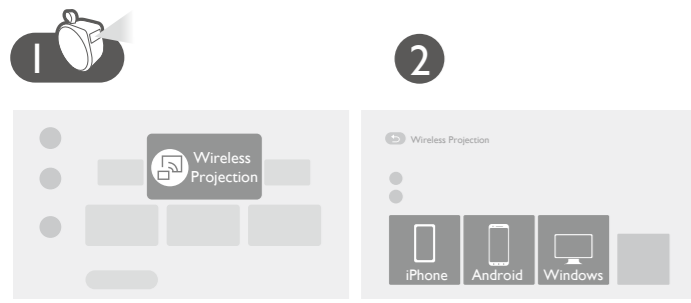 1
2
Wireless
Projection
Wireless Projection
iPhone
Android
Windows